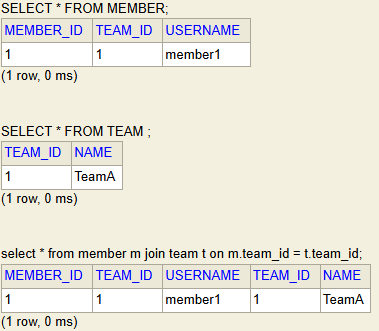 SELECT * FROM MEMBER;
MEMBER_ID TEAM_ID USERNAME
1 1 member1
(1 row, 0 ms)
SELECT * FROM TEAM ;
TEAM_ID NAME
1 TeamA
(1 row, 0 ms)
select * from member m join team t on m.team_id = t.team_id;
MEMBER_ID TEAM_ID USERNAME TEAM_ID NAME
1 1 member1 1 TeamA
(1 row, 0 ms)